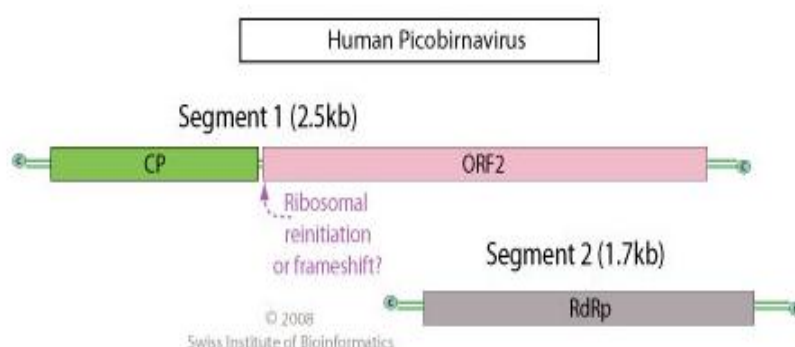 Human Picobirnavirus
Segment 1 (2.5kb)
CP
ORF2
Ribosomal
reinitiation
or frameshift?
Segment 2 (1.7kb)
RdRp
© 2008
Swiss Institute of Bioinformatics